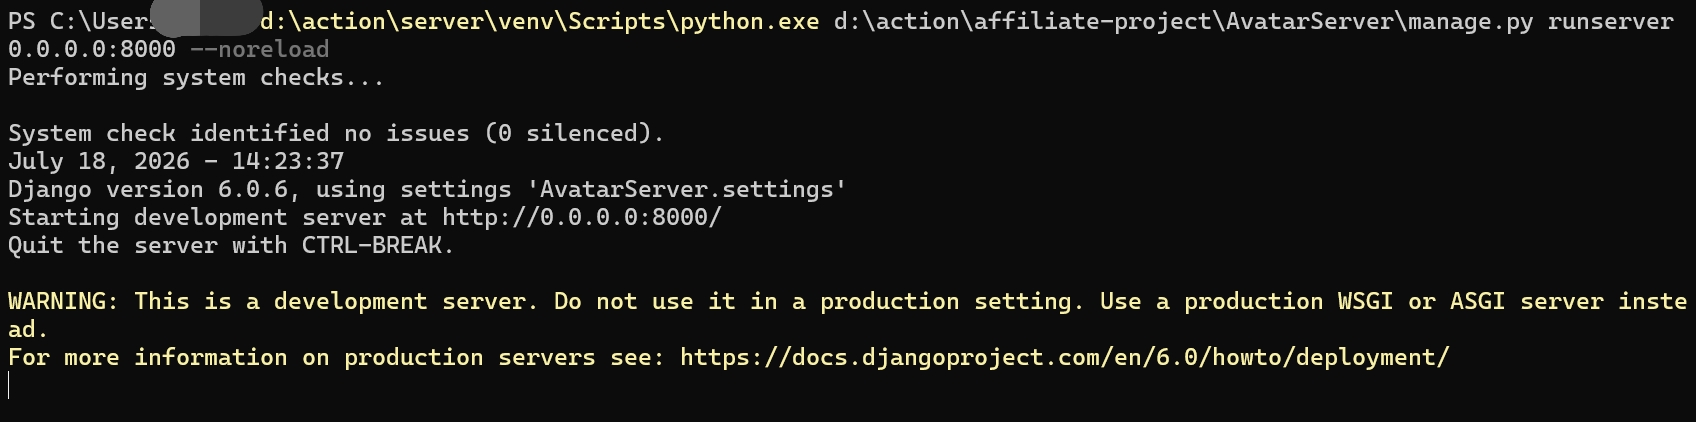 PS C:\Users d:\action\server\venv\Scripts\python.exe d:\action\affiliate-project\AvatarServer\manage.py runserver
0.0.0.0:8000 --noreload
Performing system checks...
System check identified no issues (0 silenced).
July 18, 2026 - 14:23:37
Django version 6.0.6, using settings 'AvatarServer.settings'
Starting development server at http://0.0.0.0:8000/
Quit the server with CTRL-BREAK.
WARNING: This is a development server. Do not use it in a production setting. Use a production WSGI or ASGI server inste
ad.
For more information on production servers see: https://docs.djangoproject.com/en/6.0/howto/deployment/